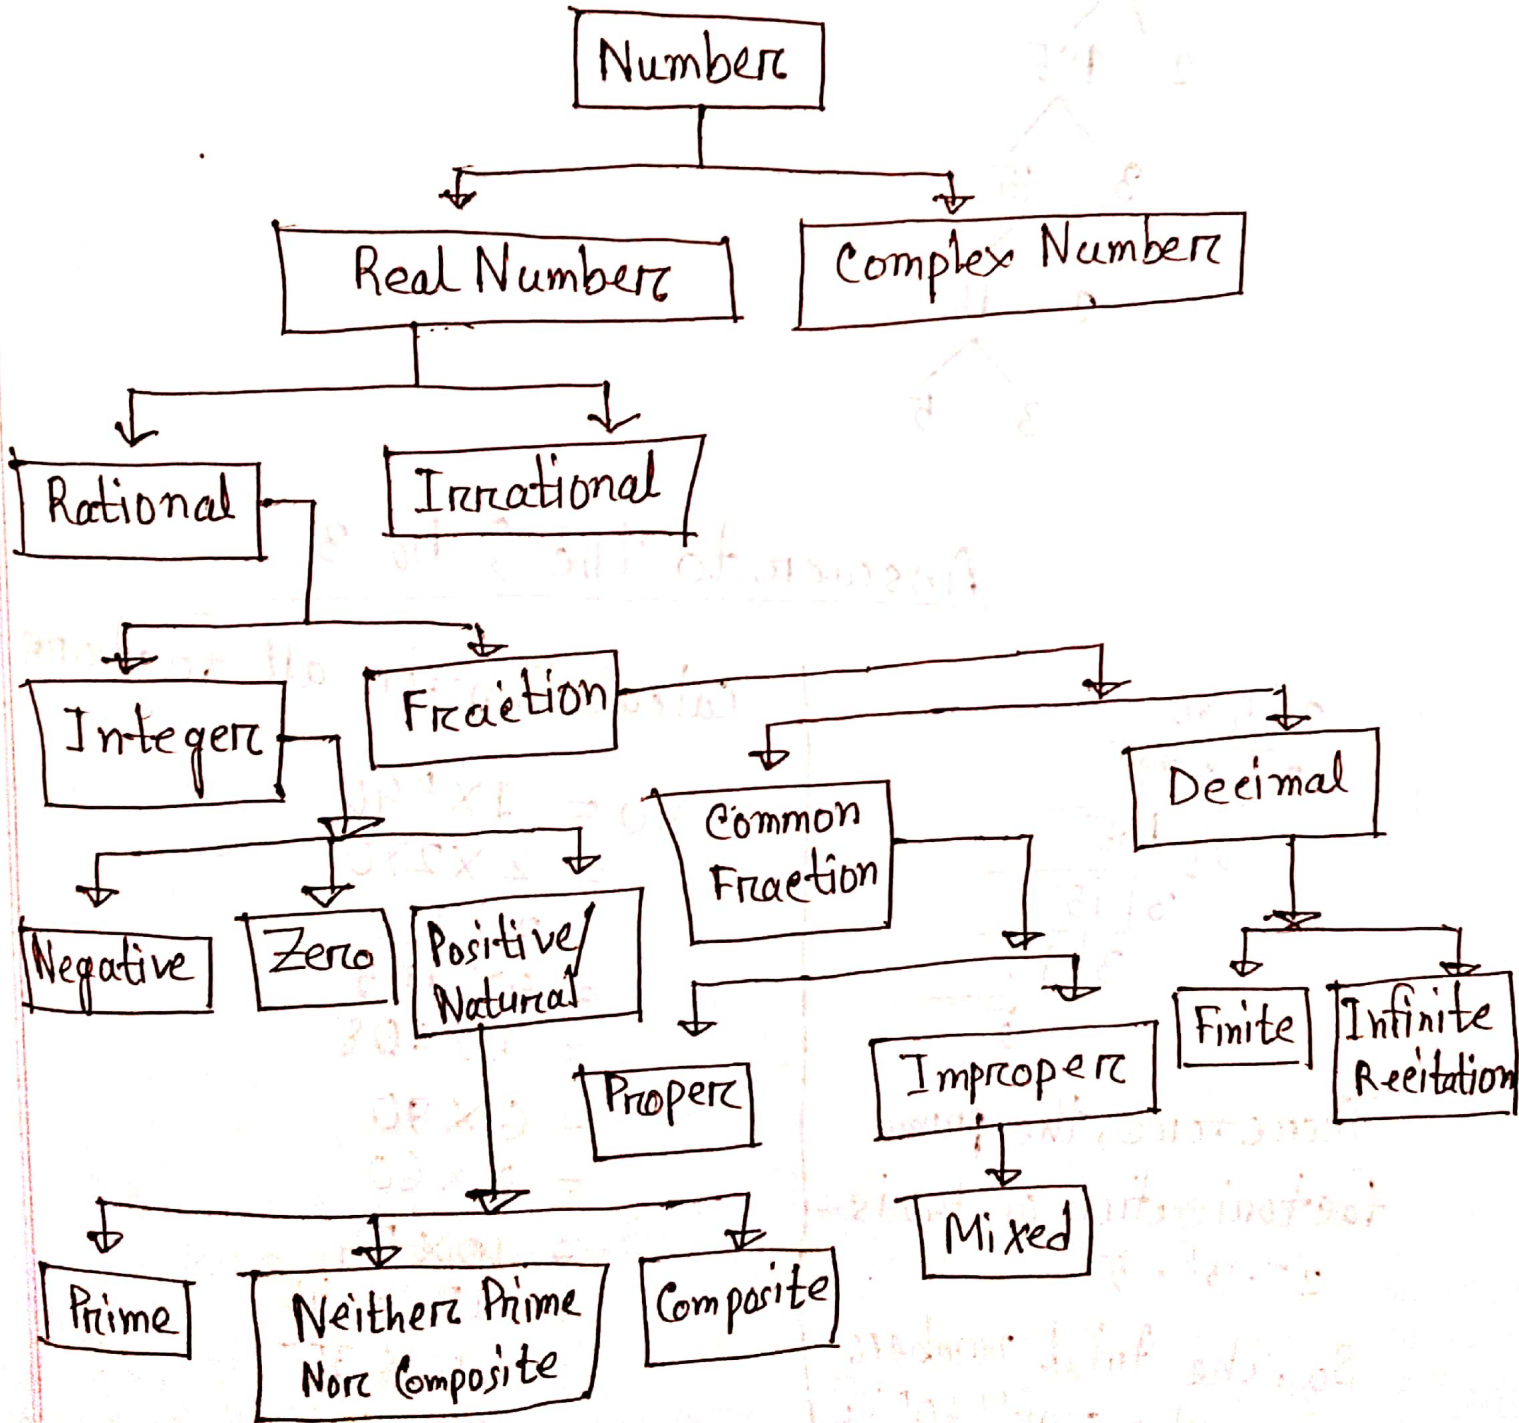 Number
Real Number
Complex Number
Rational
Irrational
Integer
Fraction
Common
Fraction
Decimal
Negative
Zero
Positive/
Natural
Proper
Improper
Finite
Infinite
Recitation
Mixed
Prime
Neither Prime
Nor Composite
Composite